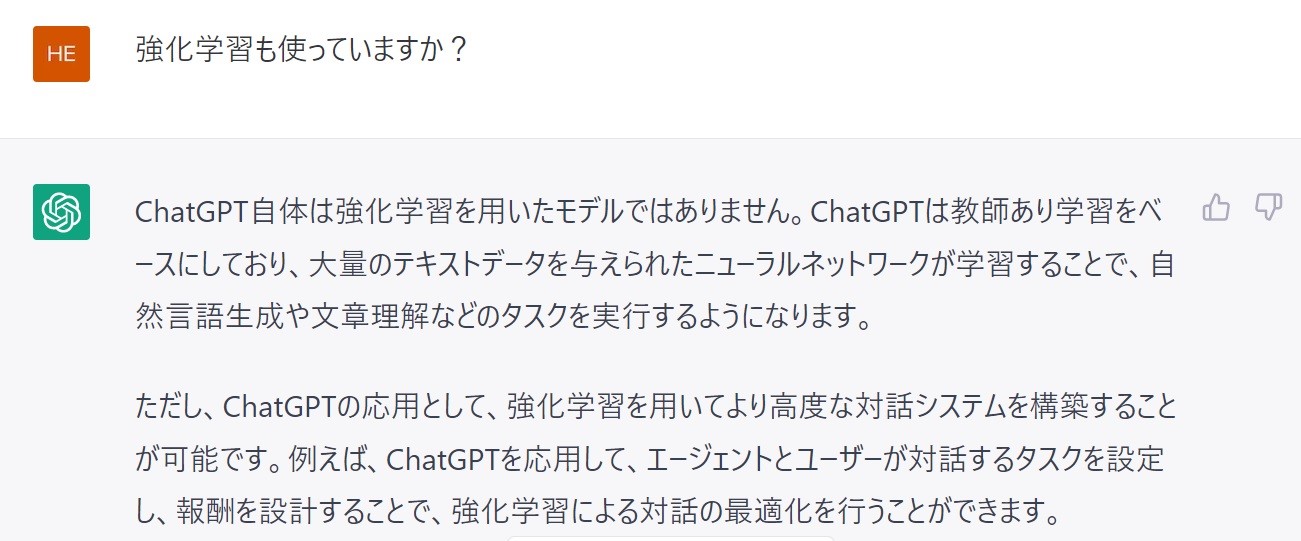 HE
強化学習も使っていますか？
ChatGPT自体は強化学習を用いたモデルではありません。ChatGPTは教師あり学習をベ
ースにしており、大量のテキストデータを与えられたニューラルネットワークが学習することで、自
然言語生成や文章理解などのタスクを実行するようになります。
ただし、ChatGPTの応用として、強化学習を用いてより高度な対話システムを構築すること
が可能です。例えば、ChatGPTを応用して、エージェントとユーザーが対話するタスクを設定
し、報酬を設計することで、強化学習による対話の最適化を行うことができます。